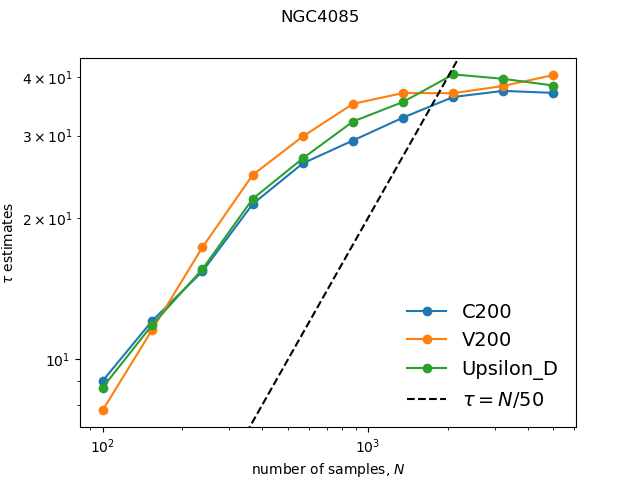 NGC4085
τ estimates
4 × 10¹
3 × 10¹
2 × 10¹
10¹
C200
V200
Upsilon_D
τ = N/50
10² 10³
number of samples, N